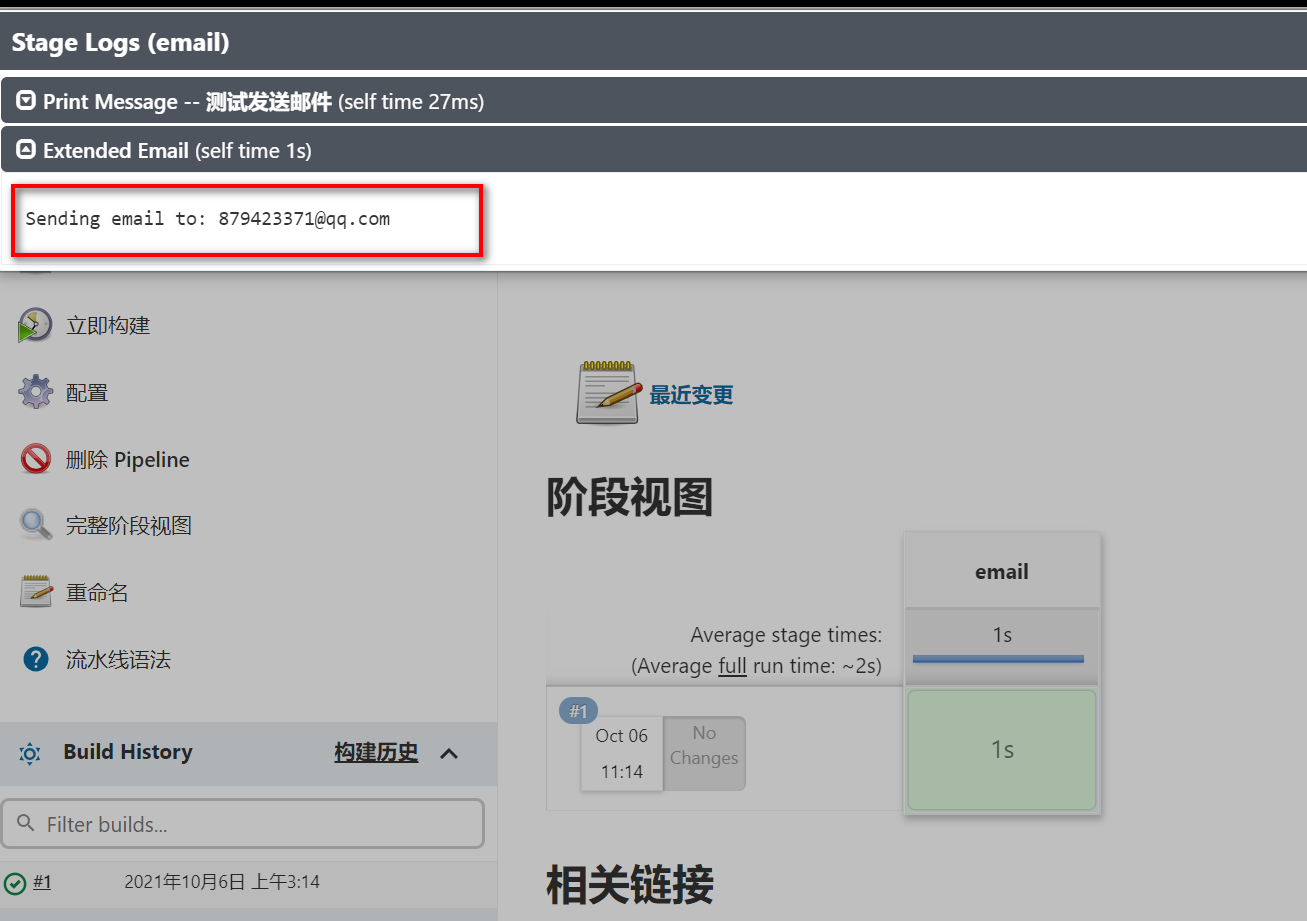 Stage Logs (email)
Print Message -- 测试发送邮件 (self time 27ms)
Extended Email (self time 1s)
Sending email to: 879423371@qq.com
立即构建
配置
删除 Pipeline
完整阶段视图
重命名
流水线语法
Build History 构建历史
Filter builds...
#1 2021年10月6日 上午3:14
最近变更
阶段视图
email
Average stage times:
(Average full run time: ~2s)
1s
#1
Oct 06
11:14
No
Changes
1s
相关链接